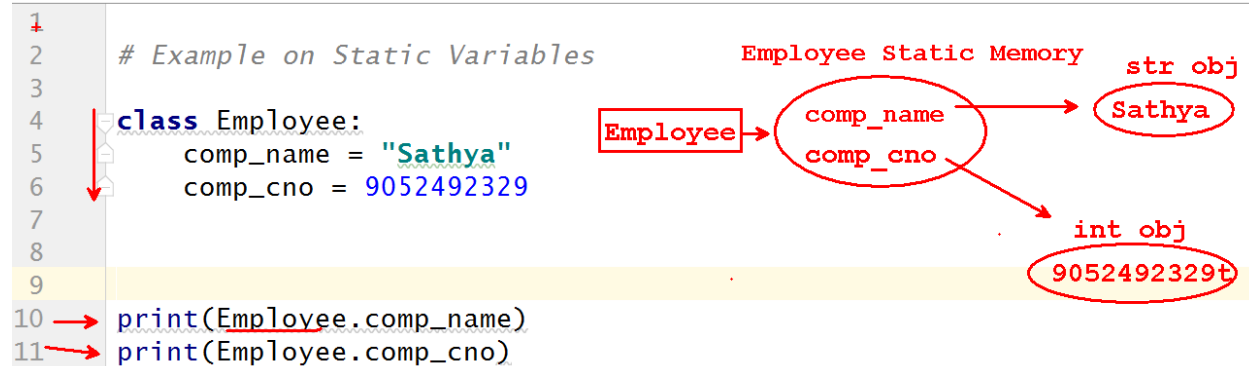 1
2 # Example on Static Variables
3
4 class Employee:
5 comp_name = "Sathya"
6 comp_cno = 9052492329
7
8
9
10 print(Employee.comp_name)
11 print(Employee.comp_cno)
Employee Static Memory
str obj
comp_name
Sathya
Employee
comp_cno
int obj
9052492329t